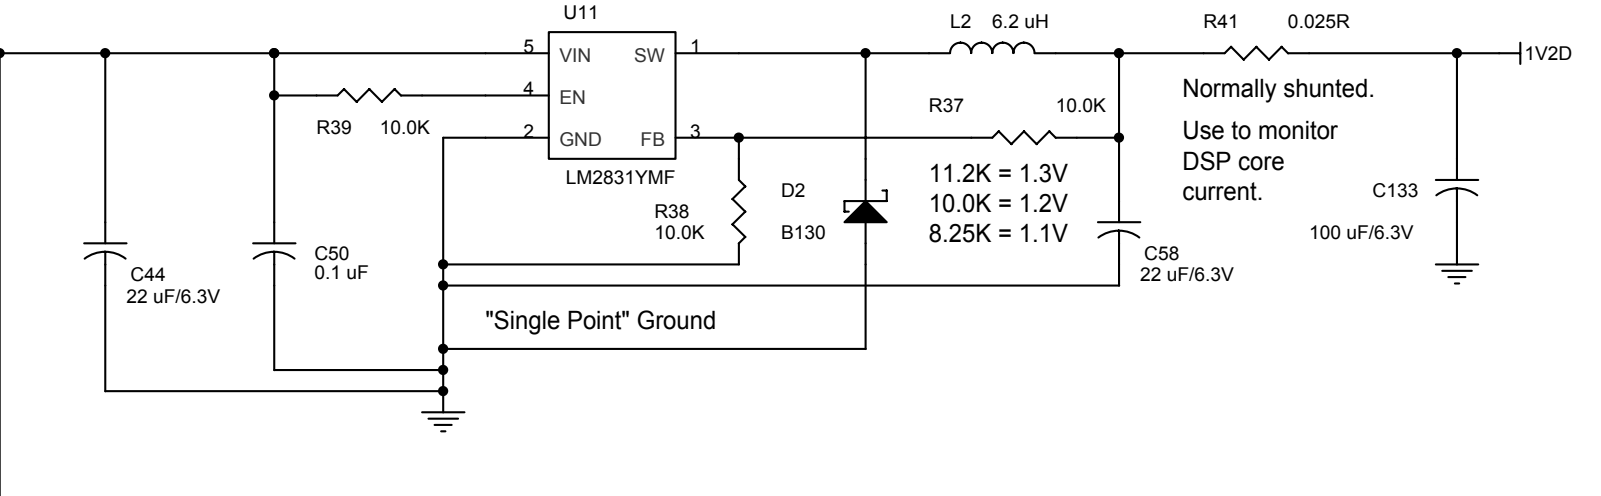 U11
L2 6.2 uH
R41 0.025R
5 VIN SW 1
1V2D
4 EN
R39 10.0K
2 GND FB 3
LM2831YMF
R37 10.0K
11.2K = 1.3V
10.0K = 1.2V
8.25K = 1.1V
Normally shunted.
Use to monitor
DSP core
current.
R38
10.0K
D2
B130
C133
100 uF/6.3V
C44
22 uF/6.3V
C50
0.1 uF
C58
22 uF/6.3V
"Single Point" Ground